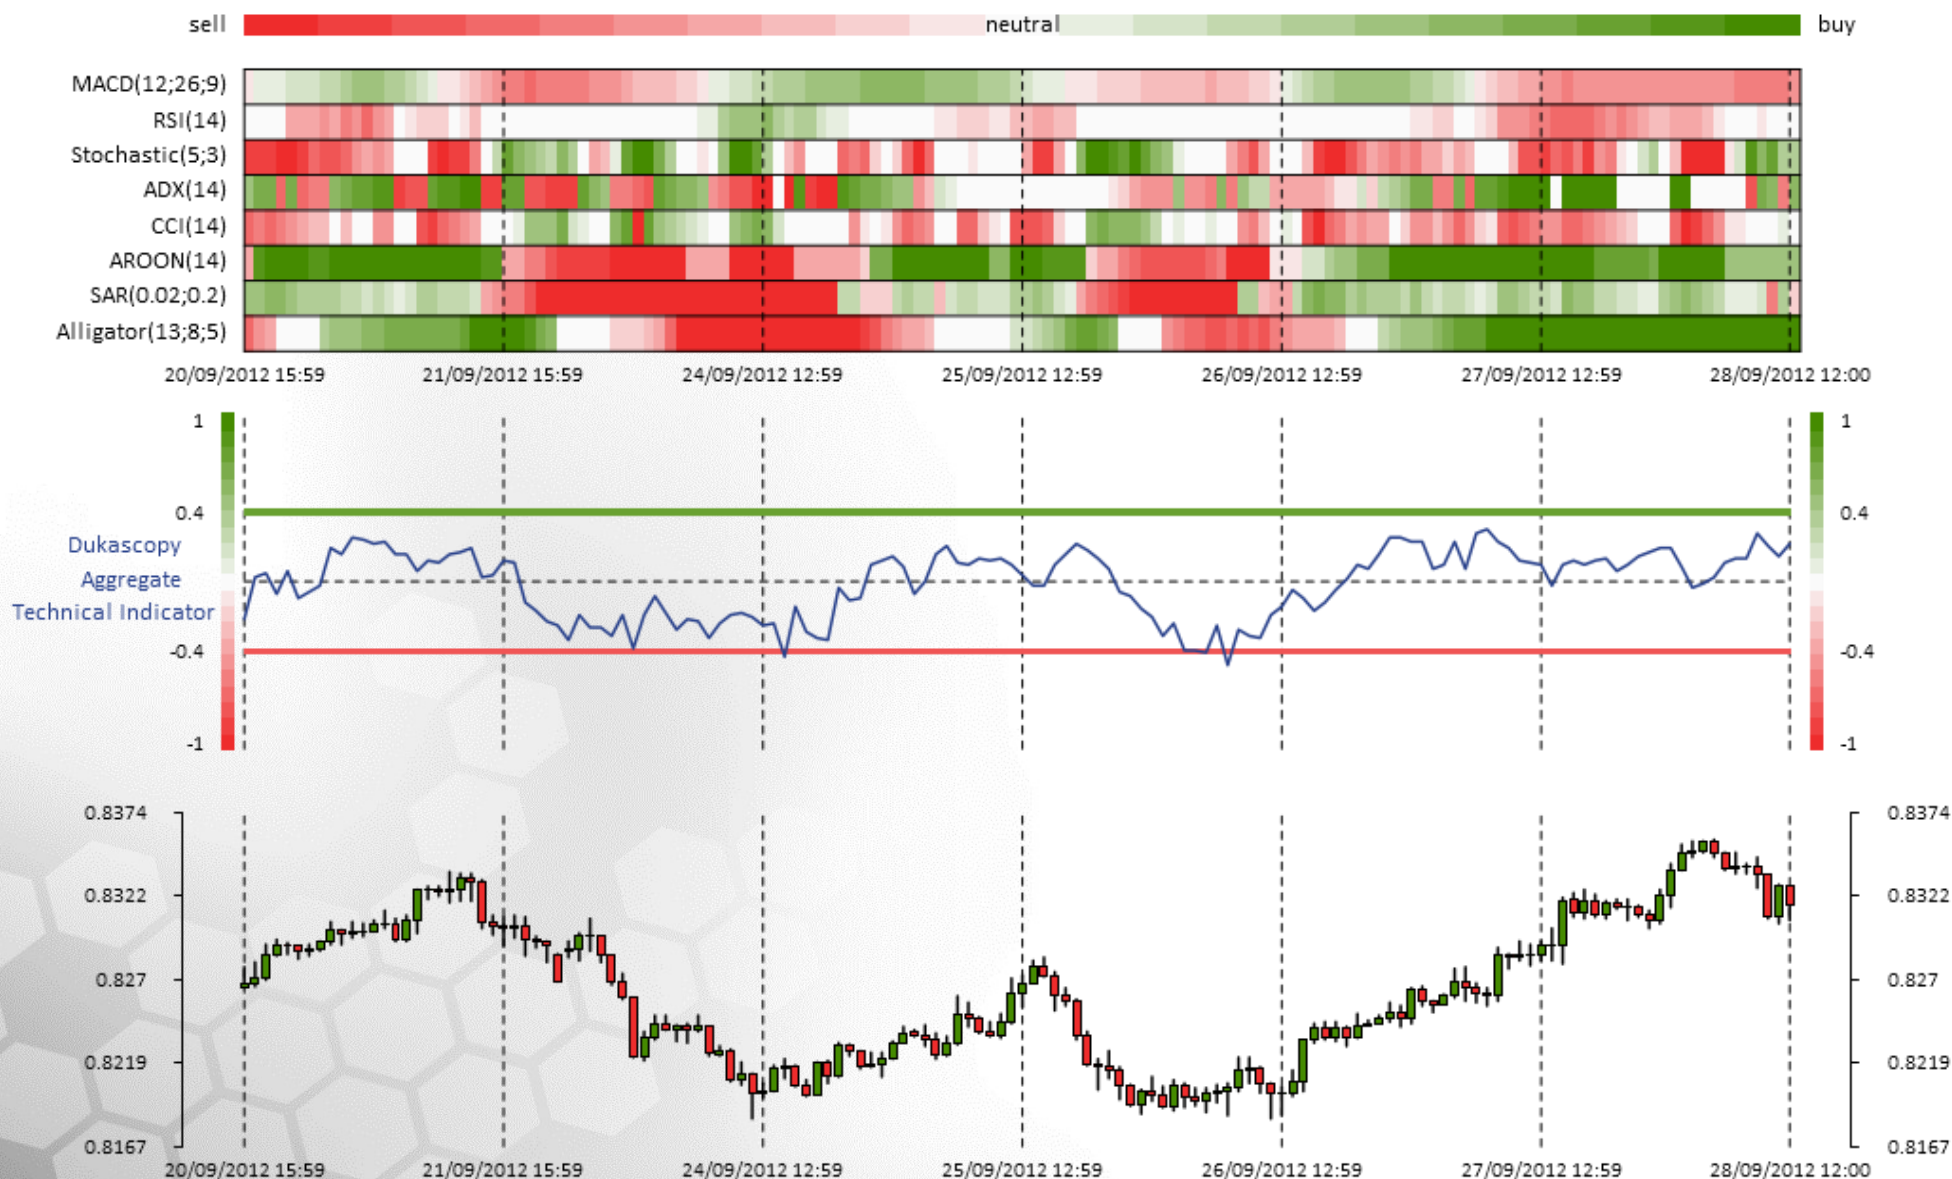 sell neutral buy
MACD(12;26;9)
RSI(14)
Stochastic(5;3)
ADX(14)
CCI(14)
AROON(14)
SAR(0.02;0.2)
Alligator(13;8;5)
20/09/2012 15:59 21/09/2012 15:59 24/09/2012 12:59 25/09/2012 12:59 26/09/2012 12:59 27/09/2012 12:59 28/09/2012 12:00
1 1
0.4 0.4
Dukascopy
Aggregate
Technical Indicator
-0.4 -0.4
-1 -1
0.8374 0.8374
0.8322 0.8322
0.827 0.827
0.8219 0.8219
0.8167 0.8167
20/09/2012 15:59 21/09/2012 15:59 24/09/2012 12:59 25/09/2012 12:59 26/09/2012 12:59 27/09/2012 12:59 28/09/2012 12:00